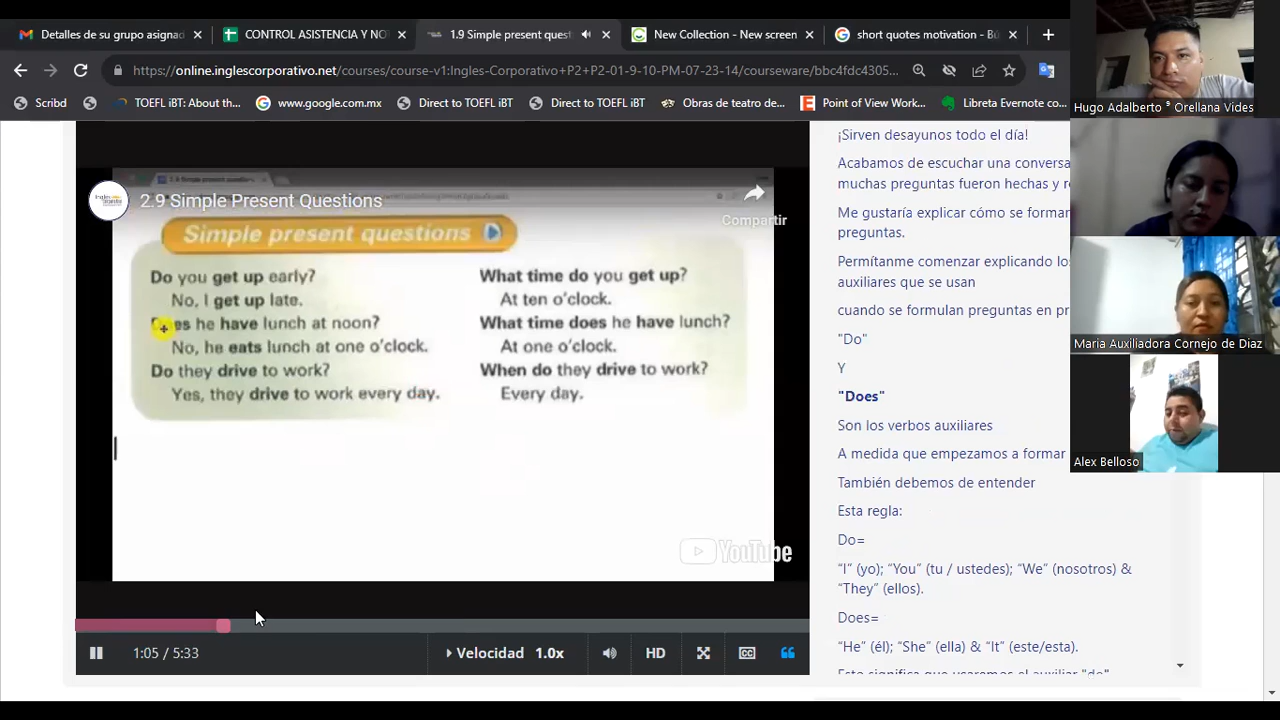 Detalles de su grupo asignad
CONTROL ASISTENCIA Y NO
1.9 Simple present quest
New Collection - New screen
short quotes motivation - Bú
https://online.inglescorporativo.net/courses/course-v1:Ingles-Corporativo+P2+P2-01-9-10-PM-07-23-14/courseware/bbc4fdc4305...
Scribd
TOEFL iBT: About th...
www.google.com.mx
Direct to TOEFL iBT
Direct to TOEFL iBT
Obras de teatro de...
Point of View Work...
Libreta Evernote co...
2.9 Simple Present Questions
Compartir
Simple present questions
Do you get up early?
No, I get up late.
Does he have lunch at noon?
No, he eats lunch at one o'clock.
Do they drive to work?
Yes, they drive to work every day.
What time do you get up?
At ten o'clock.
What time does he have lunch?
At one o'clock.
When do they drive to work?
Every day.
YouTube
1:05 / 5:33
Velocidad 1.0x
HD
¡Sirven desayunos todo el día!
Acabamos de escuchar una conversa
muchas preguntas fueron hechas y r
Me gustaría explicar cómo se formar
preguntas.
Permítanme comenzar explicando lo
auxiliares que se usan
cuando se formulan preguntas en pr
"Do"
Y
"Does"
Son los verbos auxiliares
A medida que empezamos a formar
También debemos de entender
Esta regla:
Do=
“I” (yo); “You” (tu / ustedes); “We” (nosotros) &
“They” (ellos).
Does=
“He” (él); “She” (ella) & “It” (este/esta).
Esto significa que usaremos el auxiliar "do"
Hugo Adalberto ° Orellana Vides
Maria Auxiliadora Cornejo de Diaz
Alex Belloso